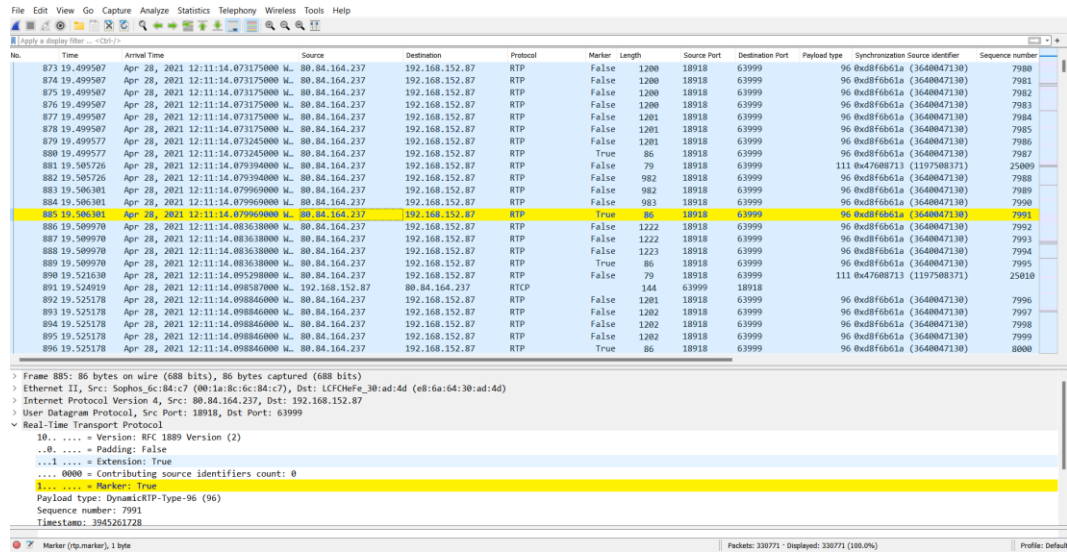 File Edit View Go Capture Analyze Statistics Telephony Wireless Tools Help
Apply a display filter ... <Ctrl-/>
No. Time Arrival Time Source Destination Protocol Marker Length Source Port Destination Port Payload type Synchronization Source identifier Sequence number
873 19.499507 Apr 28, 2021 12:11:14.073175000 W… 80.84.164.237 192.168.152.87 RTP False 1200 18918 63999 96 0xd8f6b61a (3640047130) 7980
874 19.499507 Apr 28, 2021 12:11:14.073175000 W… 80.84.164.237 192.168.152.87 RTP False 1200 18918 63999 96 0xd8f6b61a (3640047130) 7981
875 19.499507 Apr 28, 2021 12:11:14.073175000 W… 80.84.164.237 192.168.152.87 RTP False 1200 18918 63999 96 0xd8f6b61a (3640047130) 7982
876 19.499507 Apr 28, 2021 12:11:14.073175000 W… 80.84.164.237 192.168.152.87 RTP False 1200 18918 63999 96 0xd8f6b61a (3640047130) 7983
877 19.499507 Apr 28, 2021 12:11:14.073175000 W… 80.84.164.237 192.168.152.87 RTP False 1201 18918 63999 96 0xd8f6b61a (3640047130) 7984
878 19.499507 Apr 28, 2021 12:11:14.073175000 W… 80.84.164.237 192.168.152.87 RTP False 1201 18918 63999 96 0xd8f6b61a (3640047130) 7985
879 19.499577 Apr 28, 2021 12:11:14.073245000 W… 80.84.164.237 192.168.152.87 RTP False 1201 18918 63999 96 0xd8f6b61a (3640047130) 7986
880 19.499577 Apr 28, 2021 12:11:14.073245000 W… 80.84.164.237 192.168.152.87 RTP True 86 18918 63999 96 0xd8f6b61a (3640047130) 7987
881 19.505726 Apr 28, 2021 12:11:14.079394000 W… 80.84.164.237 192.168.152.87 RTP False 79 18918 63999 111 0x47608713 (1197508371) 25009
882 19.505726 Apr 28, 2021 12:11:14.079394000 W… 80.84.164.237 192.168.152.87 RTP False 982 18918 63999 96 0xd8f6b61a (3640047130) 7988
883 19.506301 Apr 28, 2021 12:11:14.079969000 W… 80.84.164.237 192.168.152.87 RTP False 982 18918 63999 96 0xd8f6b61a (3640047130) 7989
884 19.506301 Apr 28, 2021 12:11:14.079969000 W… 80.84.164.237 192.168.152.87 RTP False 983 18918 63999 96 0xd8f6b61a (3640047130) 7990
885 19.506301 Apr 28, 2021 12:11:14.079969000 W… 80.84.164.237 192.168.152.87 RTP True 86 18918 63999 96 0xd8f6b61a (3640047130) 7991
886 19.509970 Apr 28, 2021 12:11:14.083638000 W… 80.84.164.237 192.168.152.87 RTP False 1222 18918 63999 96 0xd8f6b61a (3640047130) 7992
887 19.509970 Apr 28, 2021 12:11:14.083638000 W… 80.84.164.237 192.168.152.87 RTP False 1222 18918 63999 96 0xd8f6b61a (3640047130) 7993
888 19.509970 Apr 28, 2021 12:11:14.083638000 W… 80.84.164.237 192.168.152.87 RTP False 1223 18918 63999 96 0xd8f6b61a (3640047130) 7994
889 19.509970 Apr 28, 2021 12:11:14.083638000 W… 80.84.164.237 192.168.152.87 RTP True 86 18918 63999 96 0xd8f6b61a (3640047130) 7995
890 19.521630 Apr 28, 2021 12:11:14.095298000 W… 80.84.164.237 192.168.152.87 RTP False 79 18918 63999 111 0x47608713 (1197508371) 25010
891 19.524919 Apr 28, 2021 12:11:14.098587000 W… 192.168.152.87 80.84.164.237 RTCP 144 63999 18918
892 19.525178 Apr 28, 2021 12:11:14.098846000 W… 80.84.164.237 192.168.152.87 RTP False 1201 18918 63999 96 0xd8f6b61a (3640047130) 7996
893 19.525178 Apr 28, 2021 12:11:14.098846000 W… 80.84.164.237 192.168.152.87 RTP False 1202 18918 63999 96 0xd8f6b61a (3640047130) 7997
894 19.525178 Apr 28, 2021 12:11:14.098846000 W… 80.84.164.237 192.168.152.87 RTP False 1202 18918 63999 96 0xd8f6b61a (3640047130) 7998
895 19.525178 Apr 28, 2021 12:11:14.098846000 W… 80.84.164.237 192.168.152.87 RTP False 1202 18918 63999 96 0xd8f6b61a (3640047130) 7999
896 19.525178 Apr 28, 2021 12:11:14.098846000 W… 80.84.164.237 192.168.152.87 RTP True 86 18918 63999 96 0xd8f6b61a (3640047130) 8000
> Frame 885: 86 bytes on wire (688 bits), 86 bytes captured (688 bits)
> Ethernet II, Src: Sophos_6c:84:c7 (00:1a:8c:6c:84:c7), Dst: LCFCHeFe_30:ad:4d (e8:6a:64:30:ad:4d)
> Internet Protocol Version 4, Src: 80.84.164.237, Dst: 192.168.152.87
> User Datagram Protocol, Src Port: 18918, Dst Port: 63999
Real-Time Transport Protocol
10.. .... = Version: RFC 1889 Version (2)
..0. .... = Padding: False
...1 .... = Extension: True
.... 0000 = Contributing source identifiers count: 0
1... .... = Marker: True
Payload type: DynamicRTP-Type-96 (96)
Sequence number: 7991
Timestamp: 3945261728
Marker (rtp.marker), 1 byte Packets: 330771 · Displayed: 330771 (100.0%) Profile: Default